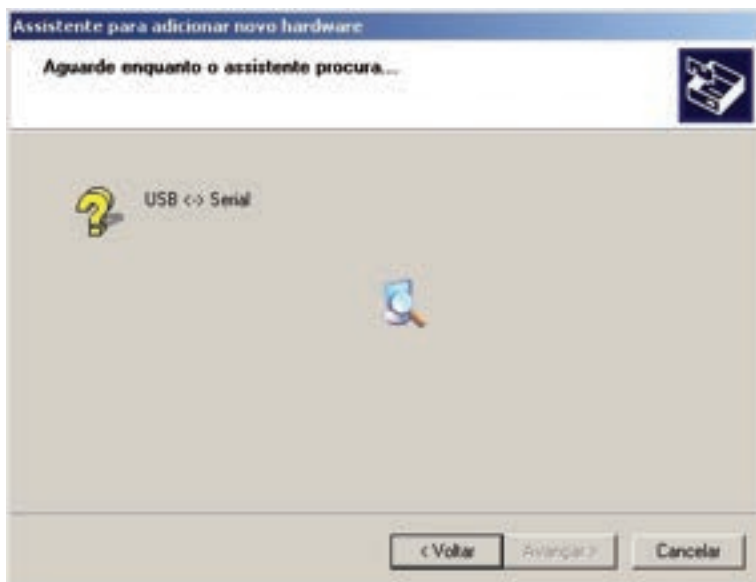 Assistente para adicionar novo hardware
Aguarde enquanto o assistente procura...
USB <-> Serial
< Voltar
Avançar >
Cancelar